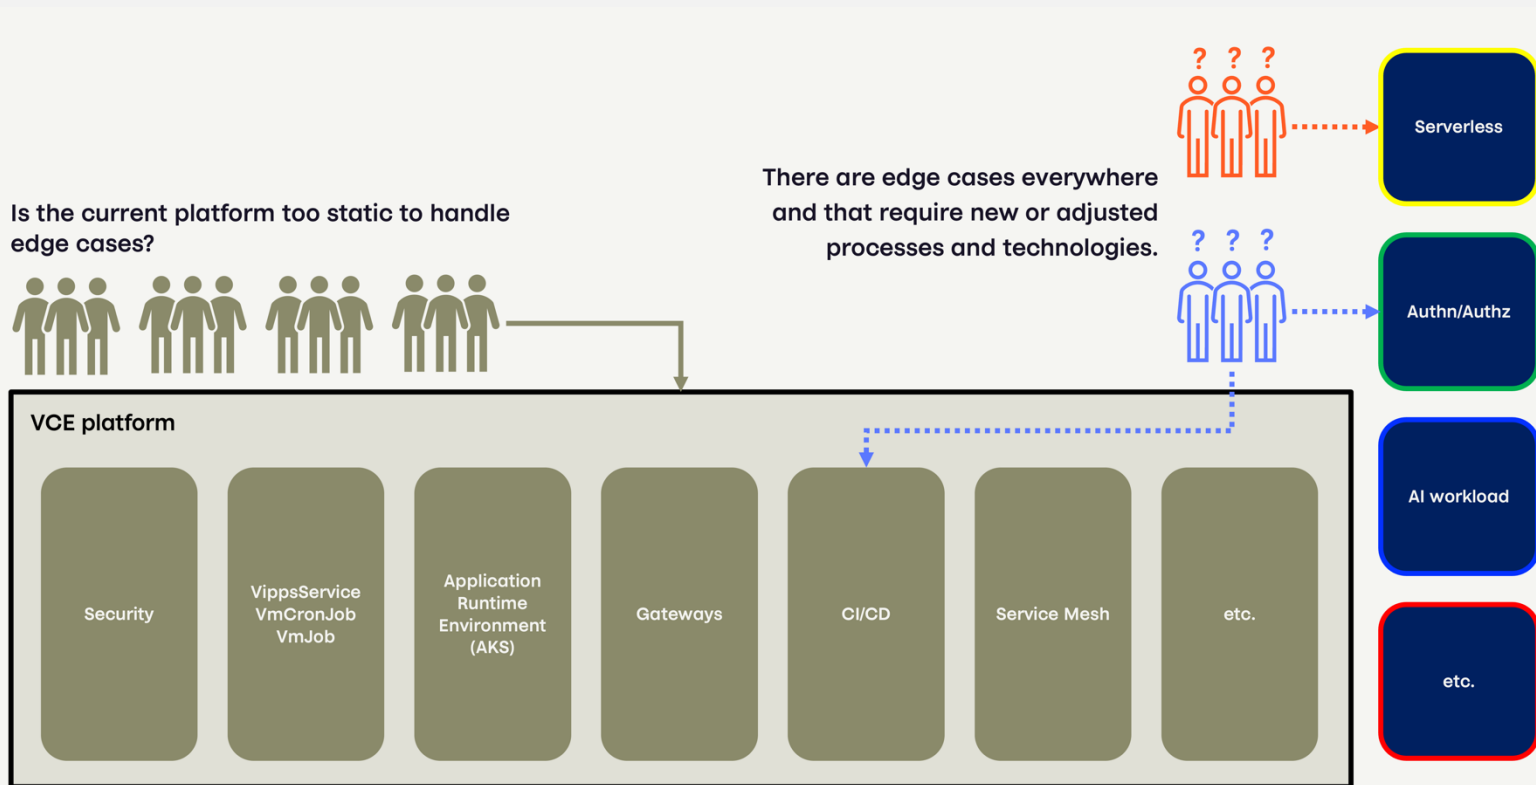 Is the current platform too static to handle
edge cases?
There are edge cases everywhere
and that require new or adjusted
processes and technologies.
? ? ?
? ? ?
Serverless
Authn/Authz
AI workload
etc.
VCE platform
Security
VippsService
VmCronJob
VmJob
Application
Runtime
Environment
(AKS)
Gateways
CI/CD
Service Mesh
etc.